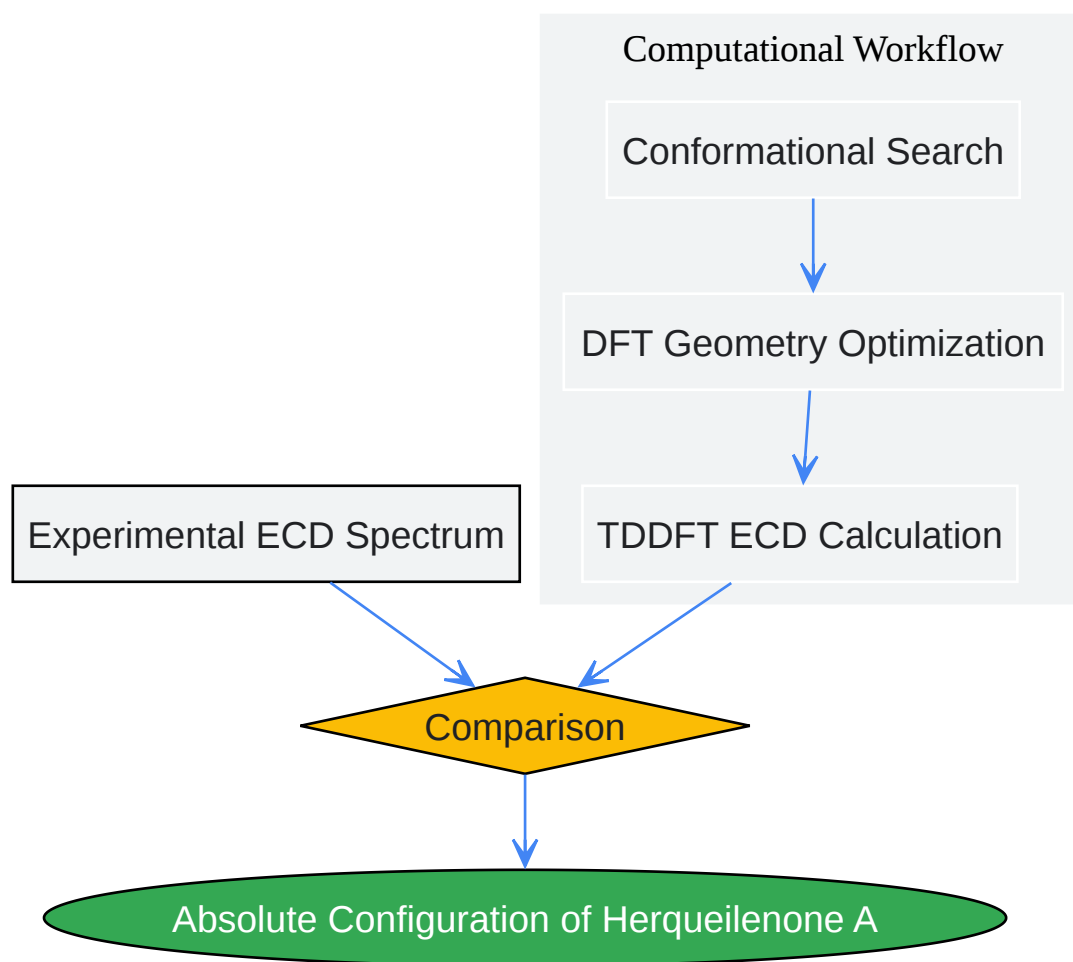 Computational Workflow
Conformational Search
DFT Geometry Optimization
Experimental ECD Spectrum
TDDFT ECD Calculation
Comparison
Absolute Configuration of Herqueilenone A